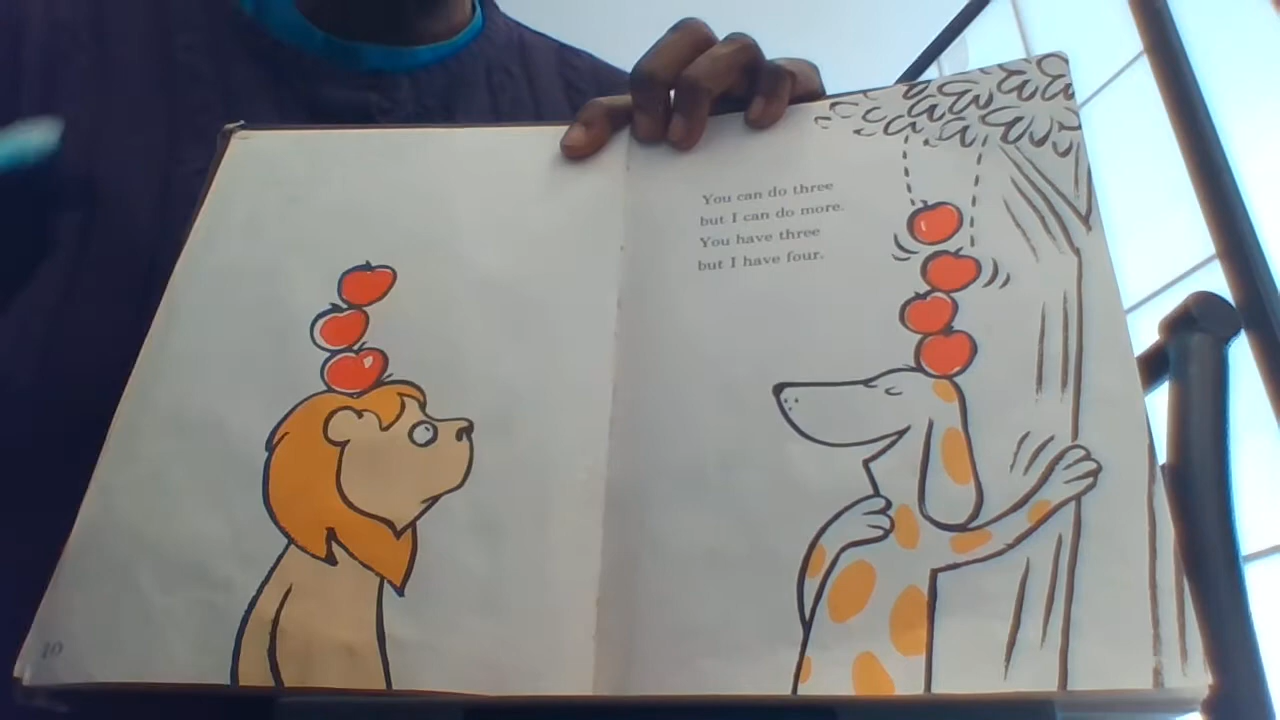 You can do three
but I can do more.
You have three
but I have four.
10